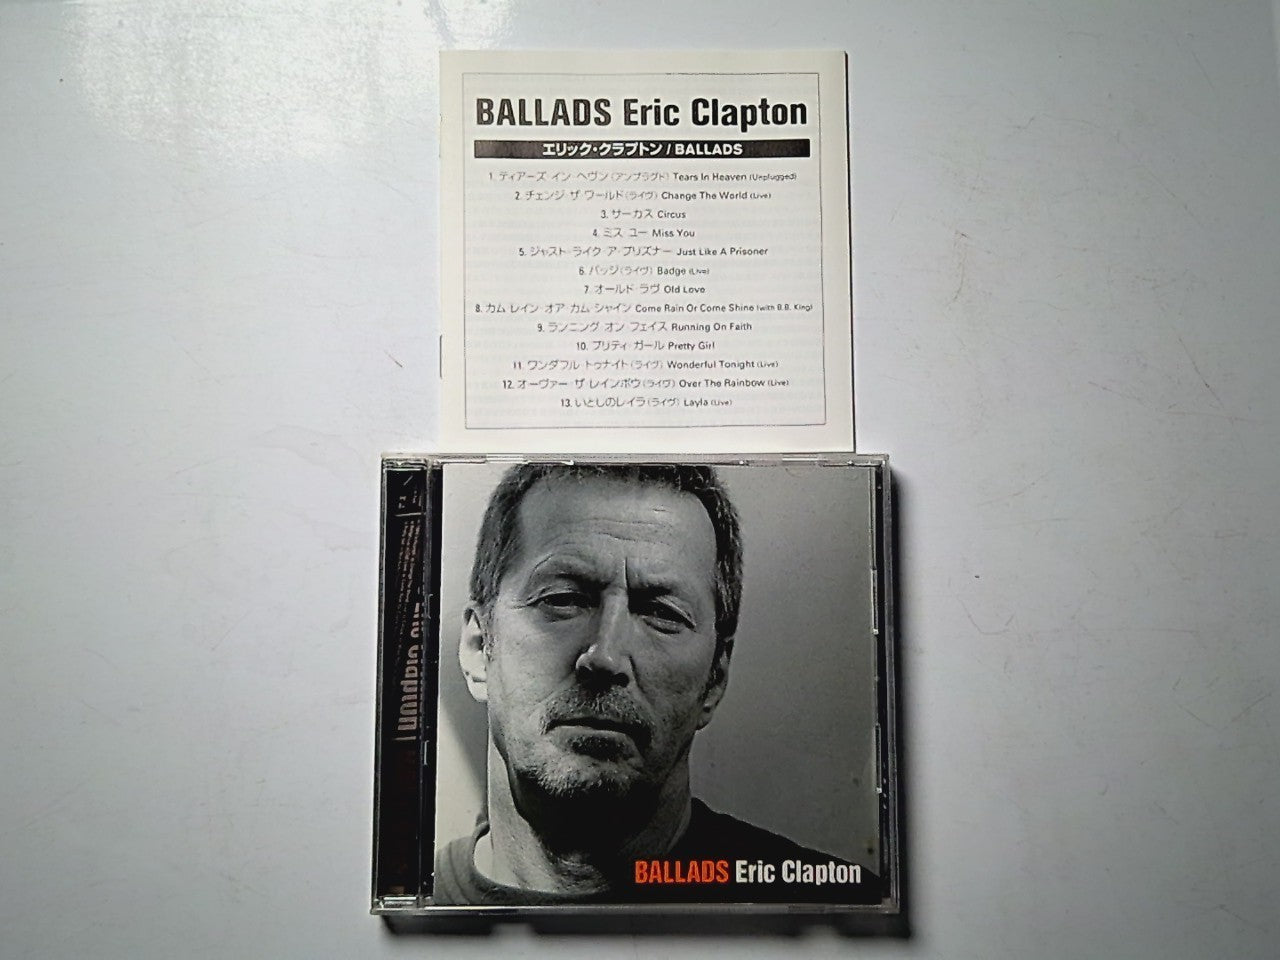 BALLADS Eric Clapton
エリック・クラプトン / BALLADS
1. ティアーズ イン ヘヴン(アンプラグド) Tears In Heaven (Unplugged)
2. チェンジ ザ ワールド(ライヴ) Change The World (Live)
3. サーカス Circus
4. ミス ユー Miss You
5. ジャスト ライク ア プリズナー Just Like A Prisoner
6. バッジ(ライヴ) Badge (Live)
7. オールド ラヴ Old Love
8. カム レイン オア カム シャイン Come Rain Or Come Shine (with B.B. King)
9. ランニング オン フェイス Running On Faith
10. プリティ ガール Pretty Girl
11. ワンダフル トゥナイト(ライヴ) Wonderful Tonight (Live)
12. オーヴァー ザ レインボウ(ライヴ) Over The Rainbow (Live)
13. いとしのレイラ(ライヴ) Layla (Live)
Eric Clapton
BALLADS Eric Clapton